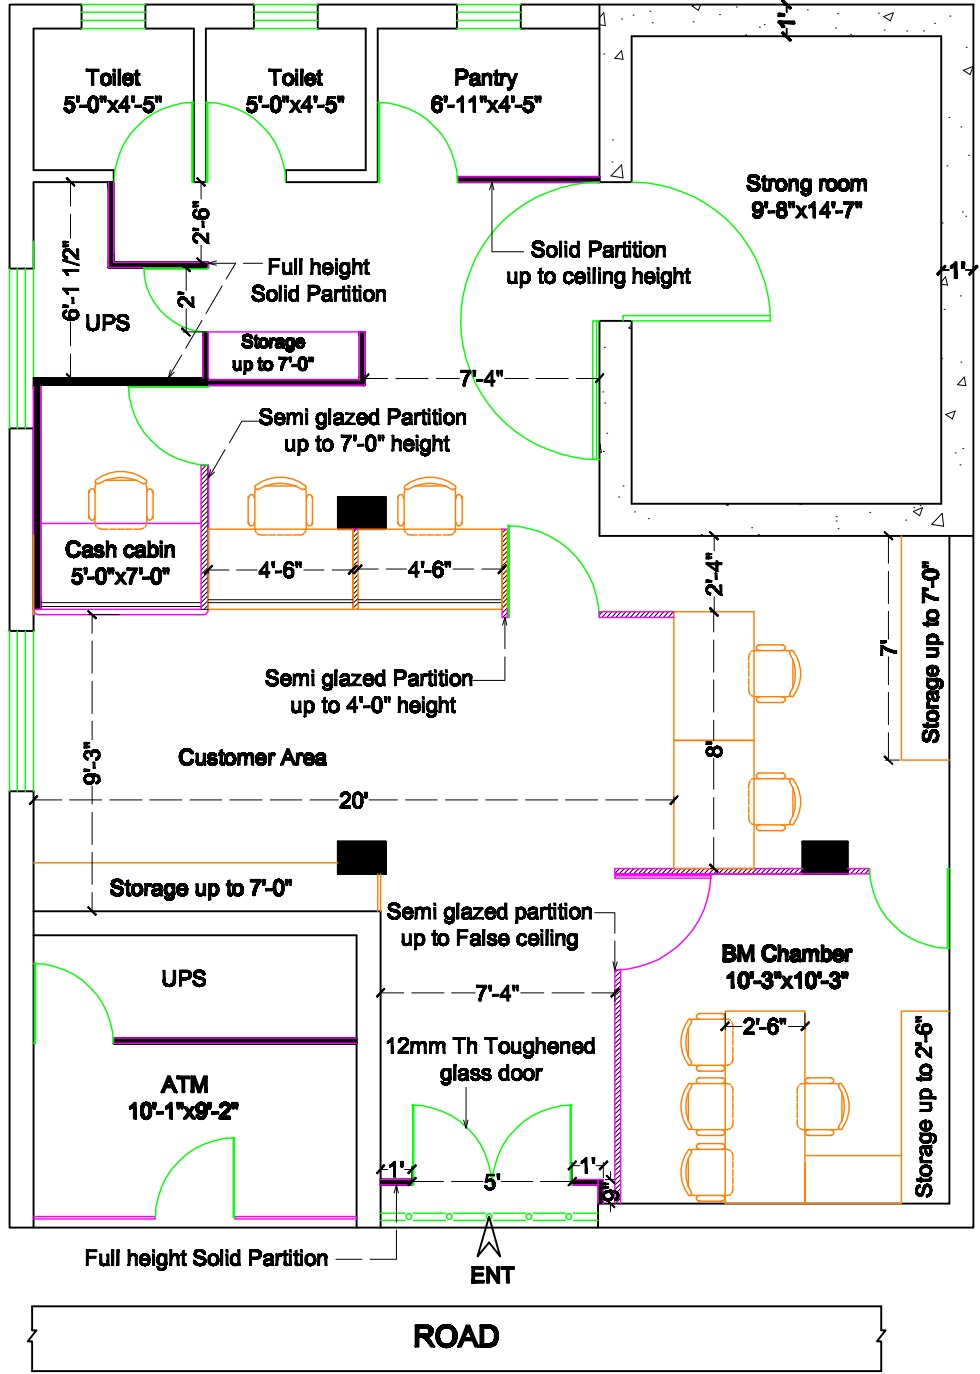 1'
Toilet
5'-0"x4'-5"
Toilet
5'-0"x4'-5"
Pantry
6'-11"x4'-5"
Strong room
9'-8"x14'-7"
2'-6"
Solid Partition
up to ceiling height
1'
6'-1 1/2"
Full height
Solid Partition
2'
UPS
Storage
up to 7'-0"
7'-4"
Semi glazed Partition
up to 7'-0" height
Cash cabin
5'-0"x7'-0"
4'-6"
4'-6"
2'-4"
7'
Storage up to 7'-0"
Semi glazed Partition
up to 4'-0" height
9'-3"
Customer Area
8'
20'
Storage up to 7'-0"
Semi glazed partition
up to False ceiling
BM Chamber
10'-3"x10'-3"
UPS
7'-4"
2'-6"
Storage up to 2'-6"
12mm Th Toughened
glass door
ATM
10'-1"x9'-2"
1'
5'
1'
9"
Full height Solid Partition
ENT
ROAD